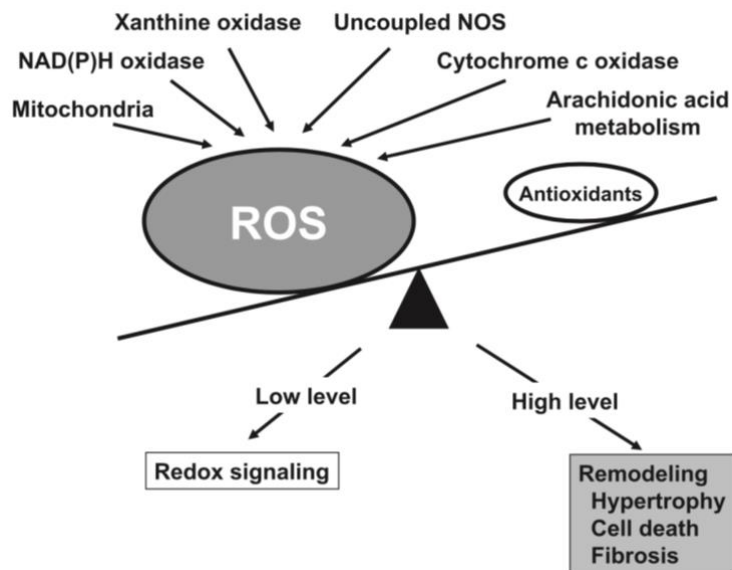 Xanthine oxidase
Uncoupled NOS
NAD(P)H oxidase
Cytochrome c oxidase
Mitochondria
Arachidonic acid
metabolism
ROS
Antioxidants
Low level
High level
Redox signaling
Remodeling
Hypertrophy
Cell death
Fibrosis